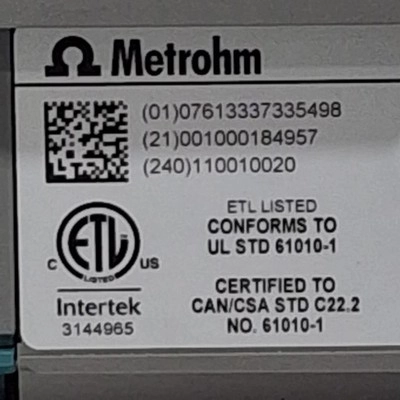 Metrohm
(01)07613337335498
(21)001000184957
(240)110010020
ETL LISTED
CONFORMS TO
UL STD 61010-1
ETL
C US
LISTED
Intertek
3144965
CERTIFIED TO
CAN/CSA STD C22.2
NO. 61010-1